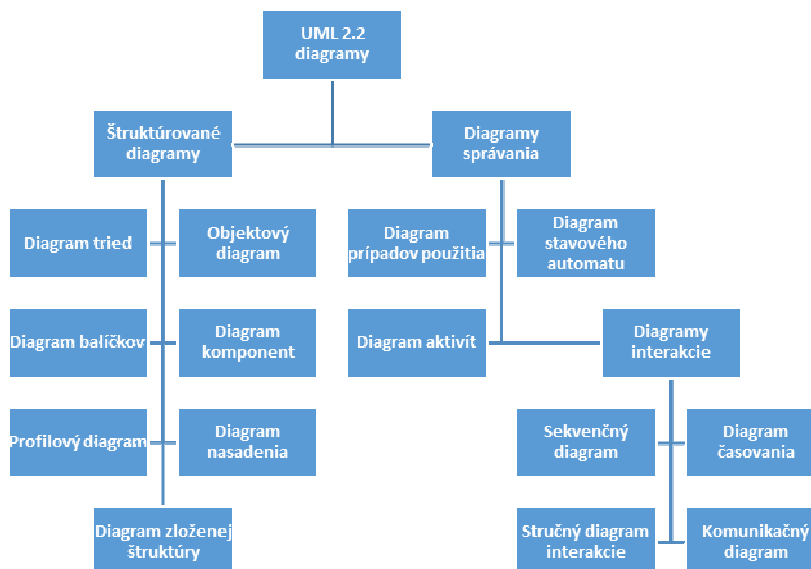 UML 2.2
diagramy
Štruktúrované
diagramy
Diagramy
správania
Diagram tried
Objektový
diagram
Diagram
prípadov použitia
Diagram
stavového
automatu
Diagram balíčkov
Diagram
komponent
Diagram aktivít
Diagramy
interakcie
Profilový diagram
Diagram
nasadenia
Sekvenčný
diagram
Diagram
časovania
Diagram zloženej
štruktúry
Stručný diagram
interakcie
Komunikačný
diagram